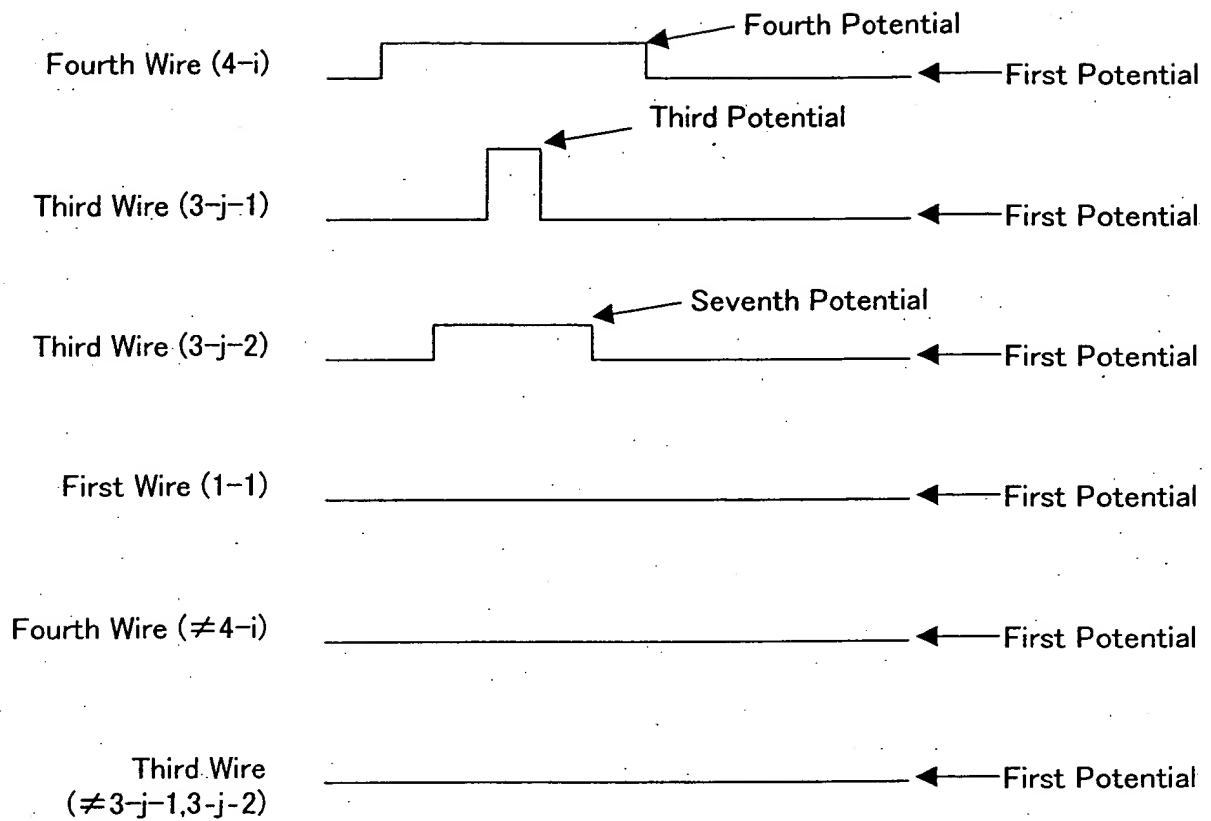 Fourth Potential
Fourth Wire (4-i)
First Potential
Third Potential
Third Wire (3-j-1)
First Potential
Seventh Potential
Third Wire (3-j-2)
First Potential
First Wire (1-1)
First Potential
Fourth Wire (≠4-i)
First Potential
Third Wire
(≠3-j-1,3-j-2)
First Potential